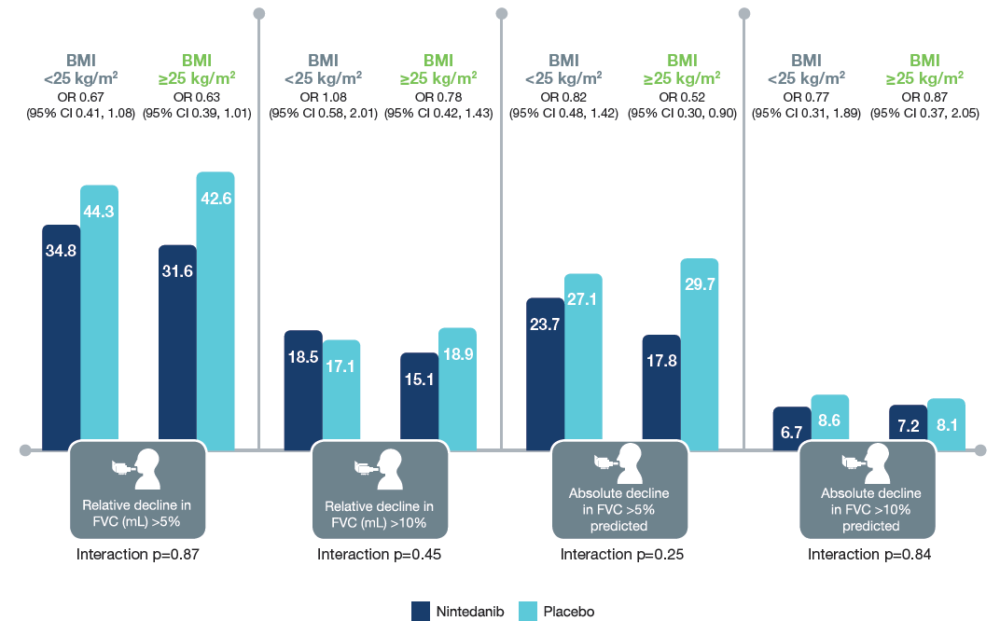 BMI
<25 kg/m²
OR 0.67
(95% CI 0.41, 1.08)
BMI
≥25 kg/m²
OR 0.63
(95% CI 0.39, 1.01)
BMI
<25 kg/m²
OR 1.08
(95% CI 0.58, 2.01)
BMI
≥25 kg/m²
OR 0.78
(95% CI 0.42, 1.43)
BMI
<25 kg/m²
OR 0.82
(95% CI 0.48, 1.42)
BMI
≥25 kg/m²
OR 0.52
(95% CI 0.30, 0.90)
BMI
<25 kg/m²
OR 0.77
(95% CI 0.31, 1.89)
BMI
≥25 kg/m²
OR 0.87
(95% CI 0.37, 2.05)
34.8
44.3
31.6
42.6
18.5
17.1
15.1
18.9
23.7
27.1
17.8
29.7
6.7
8.6
7.2
8.1
Relative decline in
FVC (mL) >5%
Relative decline in
FVC (mL) >10%
Absolute decline
in FVC >5%
predicted
Absolute decline
in FVC >10%
predicted
Interaction p=0.87
Interaction p=0.45
Interaction p=0.25
Interaction p=0.84
Nintedanib
Placebo